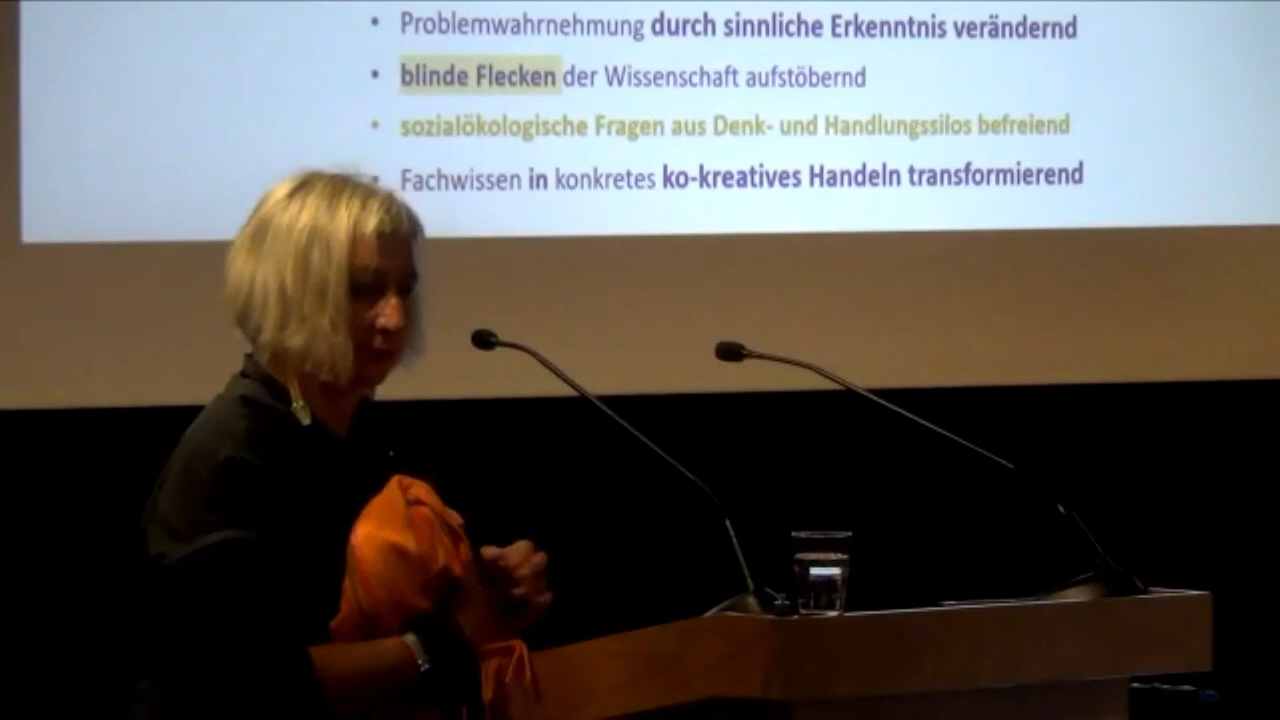 • Problemwahrnehmung durch sinnliche Erkenntnis verändernd
• blinde Flecken der Wissenschaft aufstöbernd
• sozialökologische Fragen aus Denk- und Handlungssilos befreiend
• Fachwissen in konkretes ko-kreatives Handeln transformierend